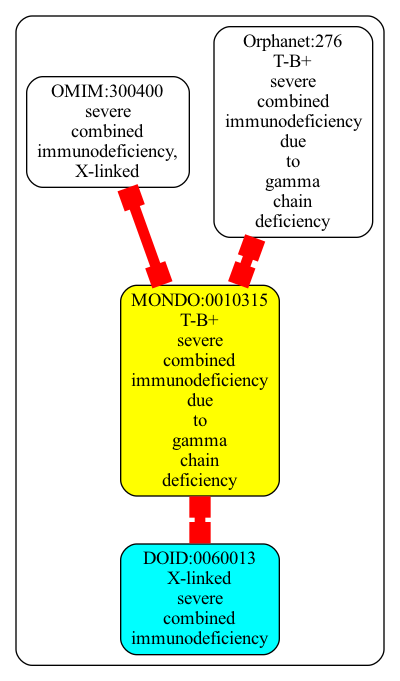 OMIM:300400
severe
combined
immunodeficiency,
X-linked
Orphanet:276
T-B+
severe
combined
immunodeficiency
due
to
gamma
chain
deficiency
MONDO:0010315
T-B+
severe
combined
immunodeficiency
due
to
gamma
chain
deficiency
DOID:0060013
X-linked
severe
combined
immunodeficiency